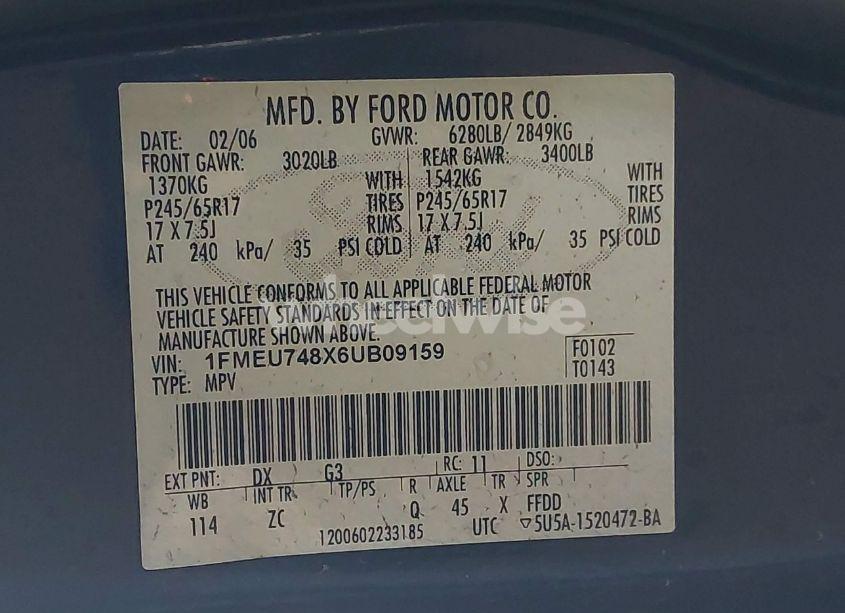 MFD. BY FORD MOTOR CO.
DATE: 02/06 GVWR: 6280LB/ 2849KG
FRONT GAWR: 3020LB REAR GAWR: 3400LB
1370KG WITH 1542KG WITH
P245/65R17 TIRES P245/65R17 TIRES
17 X 7.5J RIMS 17 X 7.5J RIMS
AT 240 kPa/ 35 PSI COLD AT 240 kPa/ 35 PSI COLD
THIS VEHICLE CONFORMS TO ALL APPLICABLE FEDERAL MOTOR
VEHICLE SAFETY STANDARDS IN EFFECT ON THE DATE OF
MANUFACTURE SHOWN ABOVE.
VIN: 1FMEU748X6UB09159 F0102
TYPE: MPV T0143
EXT PNT: DX G3 RC: 11 DSO:
WB INT TR TP/PS R AXLE TR SPR
114 ZC Q 45 X FFDD
1200602233185 UTC ▽5U5A-1520472-BA